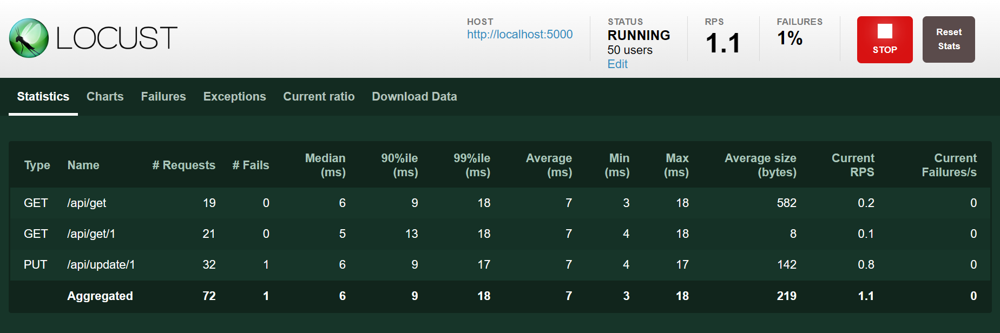 LOCUST
HOST
http://localhost:5000
STATUS
RUNNING
50 users
Edit
RPS
1.1
FAILURES
1%
STOP
Reset
Stats
Statistics Charts Failures Exceptions Current ratio Download Data
Type Name # Requests # Fails Median (ms) 90%ile (ms) 99%ile (ms) Average (ms) Min (ms) Max (ms) Average size (bytes) Current RPS Current Failures/s
GET /api/get 19 0 6 9 18 7 3 18 582 0.2 0
GET /api/get/1 21 0 5 13 18 7 4 18 8 0.1 0
PUT /api/update/1 32 1 6 9 17 7 4 17 142 0.8 0
Aggregated 72 1 6 9 18 7 3 18 219 1.1 0